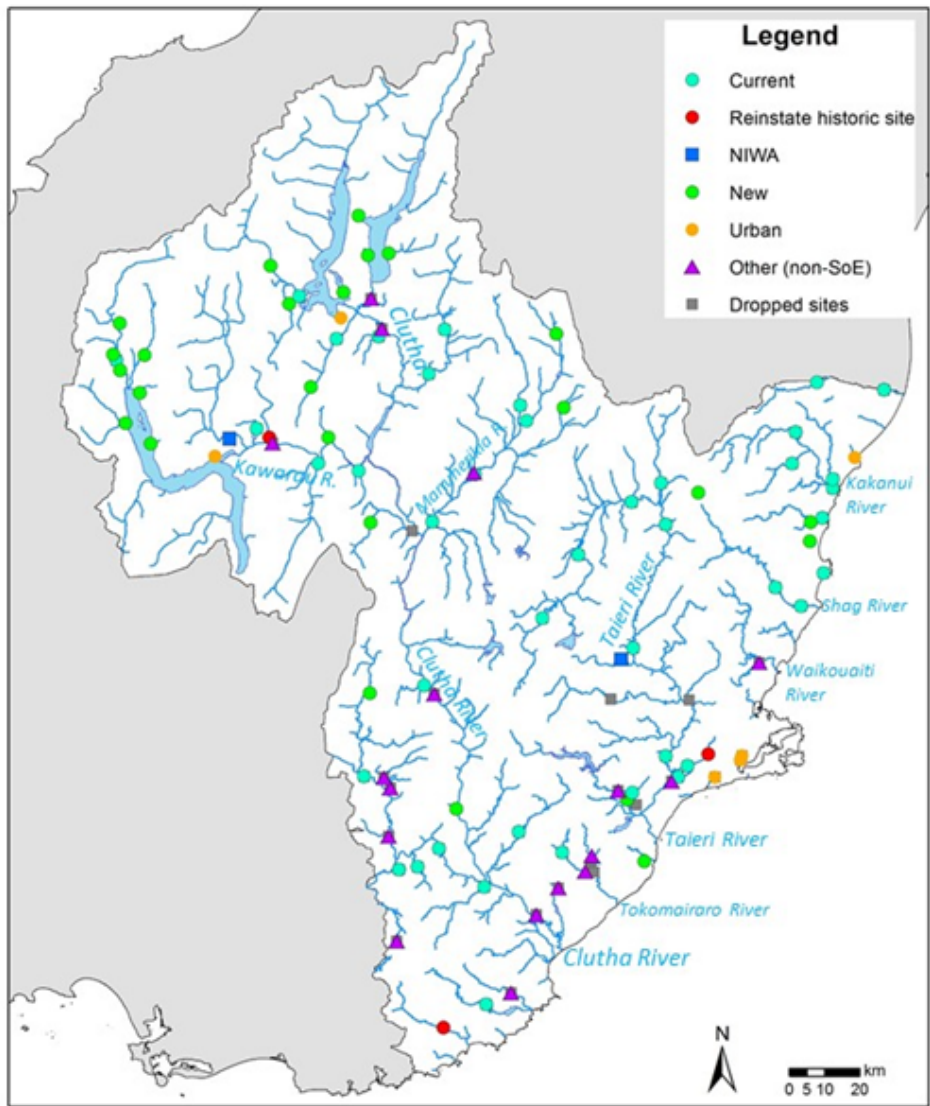 Legend
Current
Reinstate historic site
NIWA
New
Urban
Other (non-SoE)
Dropped sites
Clutha
Kawarau R.
Manuherikia R.
Kakanui
River
Taieri River
Shag River
Clutha River
Waikouaiti
River
Taieri River
Tokomairaro River
Clutha River
N
km
0 5 10 20